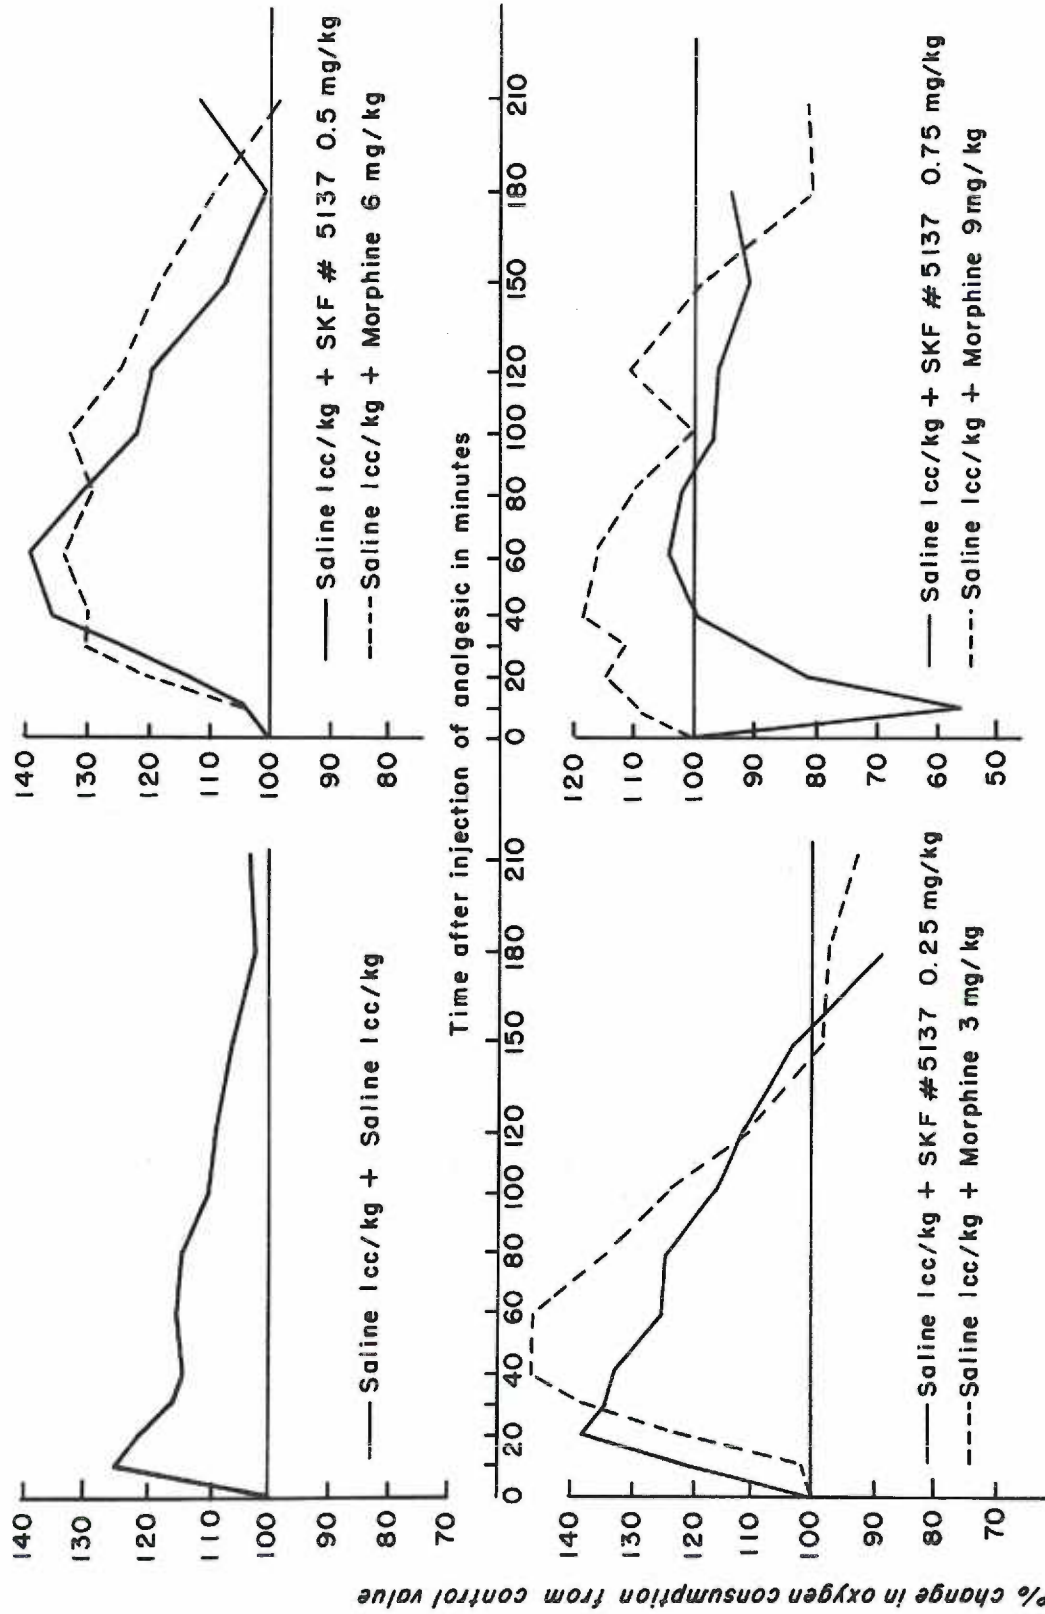 % change in oxygen consumption from control value
140
130
120
110
100
90
80
70
Saline 1cc/kg + Saline 1cc/kg
140
130
120
110
100
90
80
Saline 1cc/kg + SKF # 5137 0.5 mg/kg
Saline 1cc/kg + Morphine 6 mg/kg
Time after injection of analgesic in minutes
0 20 40 60 80 100 120 150 180 210
0 20 40 60 80 100 120 150 180 210
140
130
120
110
100
90
80
70
Saline 1cc/kg + SKF #5137 0.25 mg/kg
Saline 1cc/kg + Morphine 3 mg/kg
120
110
100
90
80
70
60
50
Saline 1cc/kg + SKF #5137 0.75 mg/kg
Saline 1cc/kg + Morphine 9 mg/kg